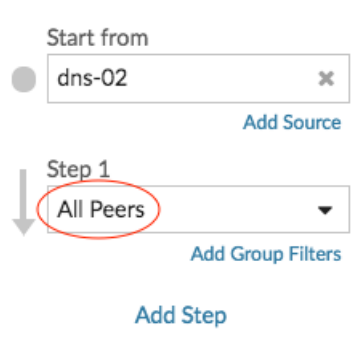 Start from
dns-02
Add Source
Step 1
All Peers
Add Group Filters
Add Step